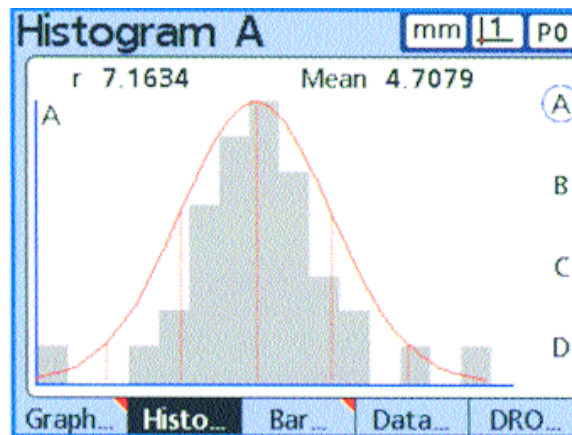 Histogram A mm 1 P0
r 7.1634 Mean 4.7079
A A
B
C
D
Graph... Histo... Bar... Data... DRO...